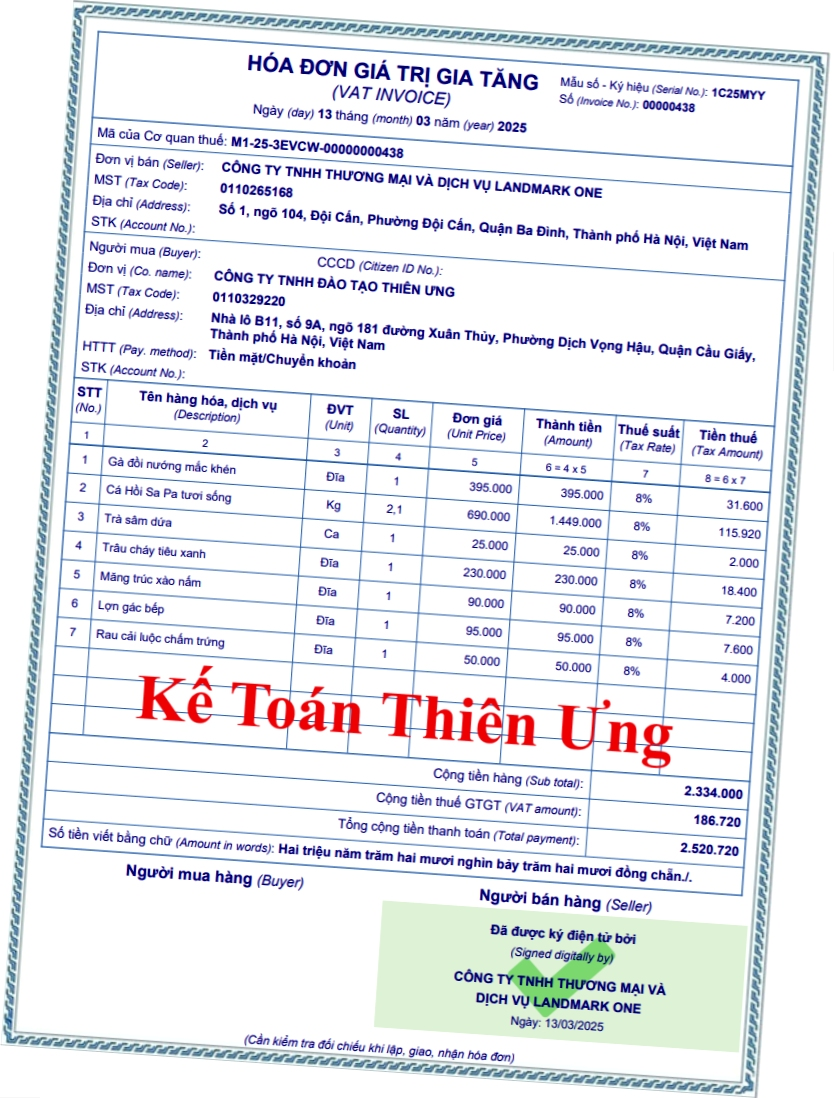 HÓA ĐƠN GIÁ TRỊ GIA TĂNG
(VAT INVOICE)
Ngày (day) 13 tháng (month) 03 năm (year) 2025
Mẫu số - Ký hiệu (Serial No.): 1C25MYY
Số (Invoice No.): 00000438
Mã của Cơ quan thuế: M1-25-3EVCW-00000000438
Đơn vị bán (Seller): CÔNG TY TNHH THƯƠNG MẠI VÀ DỊCH VỤ LANDMARK ONE
MST (Tax Code): 0110265168
Địa chỉ (Address): Số 1, ngõ 104, Đội Cấn, Phường Đội Cấn, Quận Ba Đình, Thành phố Hà Nội, Việt Nam
STK (Account No.):
Người mua (Buyer): CCCD (Citizen ID No.):
Đơn vị (Co. name): CÔNG TY TNHH ĐÀO TẠO THIÊN ƯNG
MST (Tax Code): 0110329220
Địa chỉ (Address): Nhà lô B11, số 9A, ngõ 181 đường Xuân Thủy, Phường Dịch Vọng Hậu, Quận Cầu Giấy,
Thành phố Hà Nội, Việt Nam
HTTT (Pay. method): Tiền mặt/Chuyển khoản
STK (Account No.):
STT Tên hàng hóa, dịch vụ ĐVT SL Đơn giá Thành tiền Thuế suất Tiền thuế
(No.) (Description) (Unit) (Quantity) (Unit Price) (Amount) (Tax Rate) (Tax Amount)
1 2 3 4 5 6 = 4 x 5 7 8 = 6 x 7
1 Gà đồi nướng mắc khén Đĩa 1 395.000 395.000 8% 31.600
2 Cá Hồi Sa Pa tươi sống Kg 2,1 690.000 1.449.000 8% 115.920
3 Trà sâm dứa Ca 1 25.000 25.000 8% 2.000
4 Trâu cháy tiêu xanh Đĩa 1 230.000 230.000 8% 18.400
5 Măng trúc xào nấm Đĩa 1 90.000 90.000 8% 7.200
6 Lợn gác bếp Đĩa 1 95.000 95.000 8% 7.600
7 Rau cải luộc chấm trứng Đĩa 1 50.000 50.000 8% 4.000
Kế Toán Thiên Ưng
Cộng tiền hàng (Sub total): 2.334.000
Cộng tiền thuế GTGT (VAT amount): 186.720
Tổng cộng tiền thanh toán (Total payment): 2.520.720
Số tiền viết bằng chữ (Amount in words): Hai triệu năm trăm hai mươi nghìn bảy trăm hai mươi đồng chẵn./.
Người mua hàng (Buyer)
Người bán hàng (Seller)
Đã được ký điện tử bởi
(Signed digitally by)
CÔNG TY TNHH THƯƠNG MẠI VÀ
DỊCH VỤ LANDMARK ONE
Ngày: 13/03/2025
(Cần kiểm tra đối chiếu khi lập, giao, nhận hóa đơn)